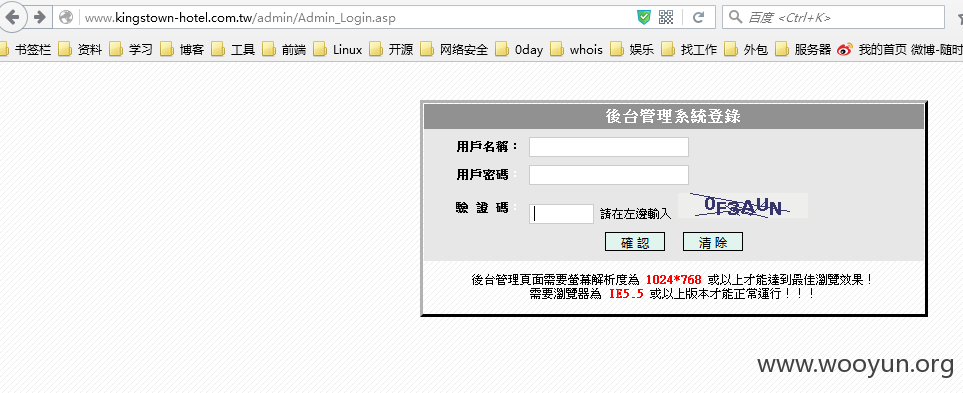 www.kingstown-hotel.com.tw/admin/Admin_Login.asp
百度 <Ctrl+K>
书签栏 资料 学习 博客 工具 前端 Linux 开源 网络安全 0day whois 娱乐 找工作 外包 服务器 我的首页 微博-随时
後台管理系統登錄
用戶名稱：
用戶密碼：
驗 證 碼： 請在左邊輸入 0F3AUN
確 認 清 除
後台管理頁面需要螢幕解析度為 1024*768 或以上才能達到最佳瀏覽效果！
需要瀏覽器為 IE5.5 或以上版本才能正常運行！！！
www.wooyun.org